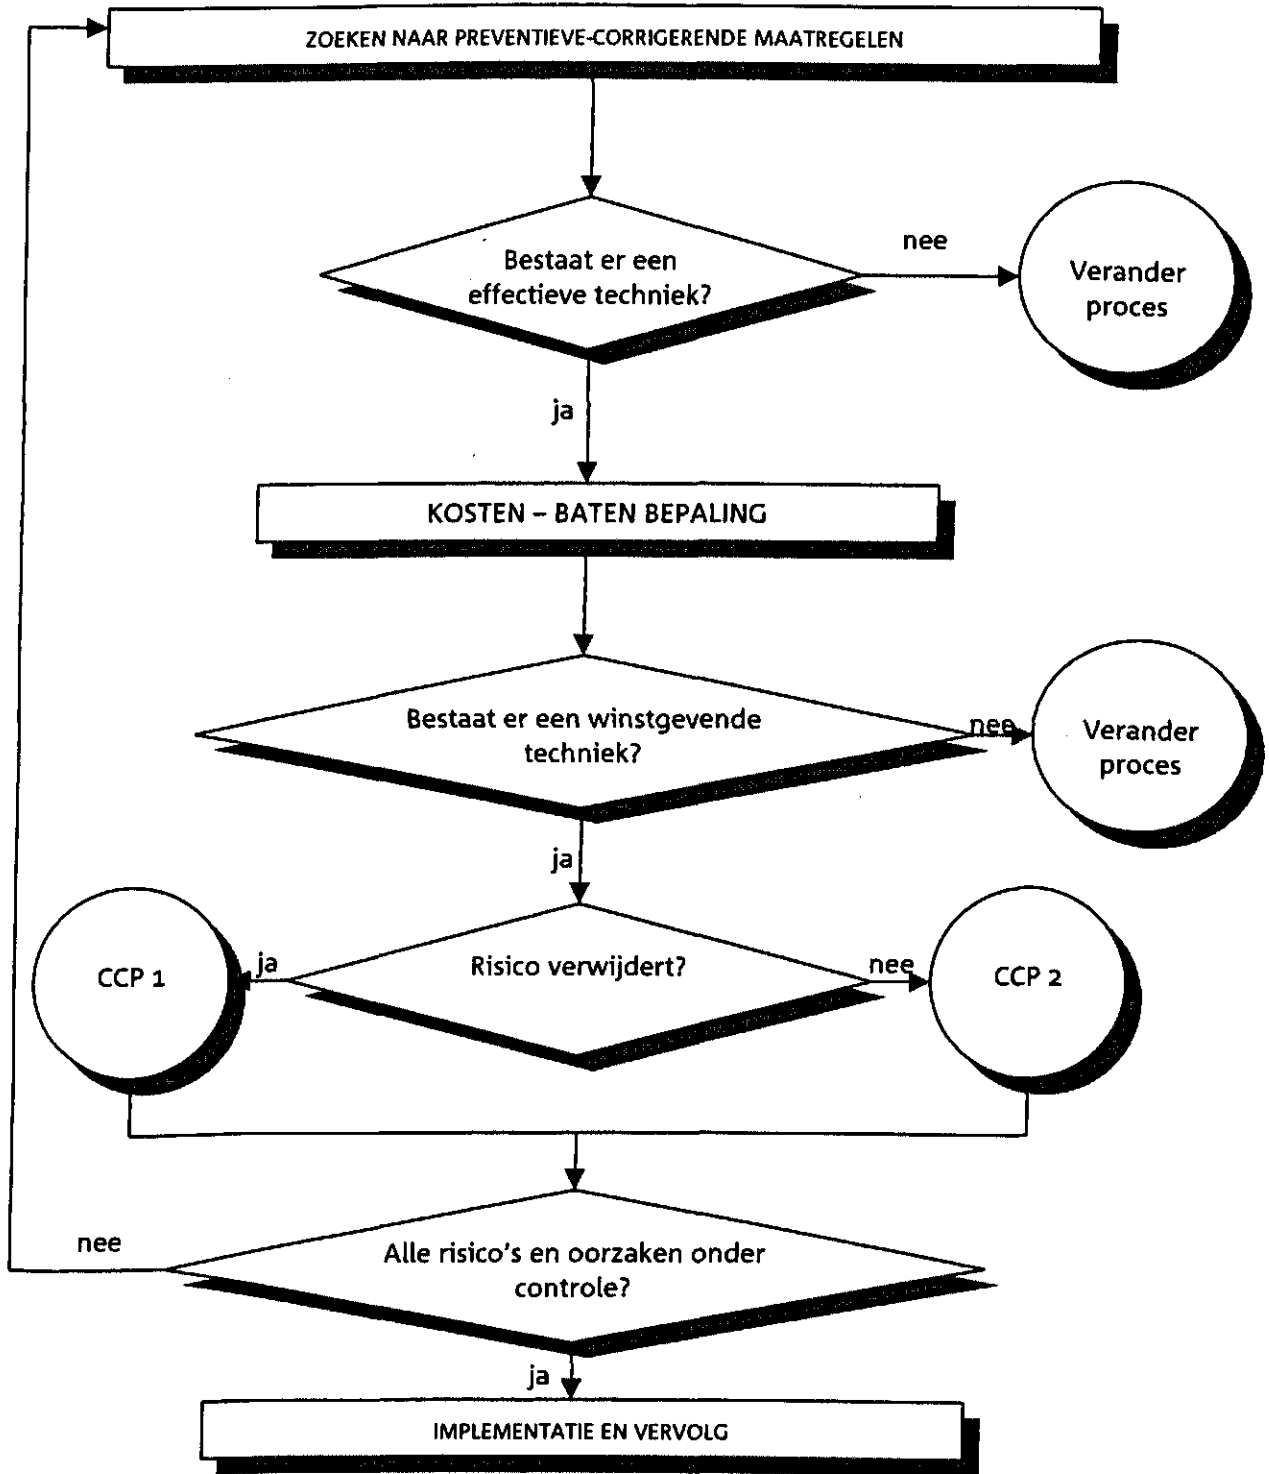 ZOEKEN NAAR PREVENTIEVE-CORRIGERENDE MAATREGELEN
Bestaat er een
effectieve techniek?
nee
Verander
proces
ja
KOSTEN – BATEN BEPALING
Bestaat er een winstgevende
techniek?
nee
Verander
proces
ja
CCP 1
ja
Risico verwijdert?
nee
CCP 2
nee
Alle risico's en oorzaken onder
controle?
ja
IMPLEMENTATIE EN VERVOLG